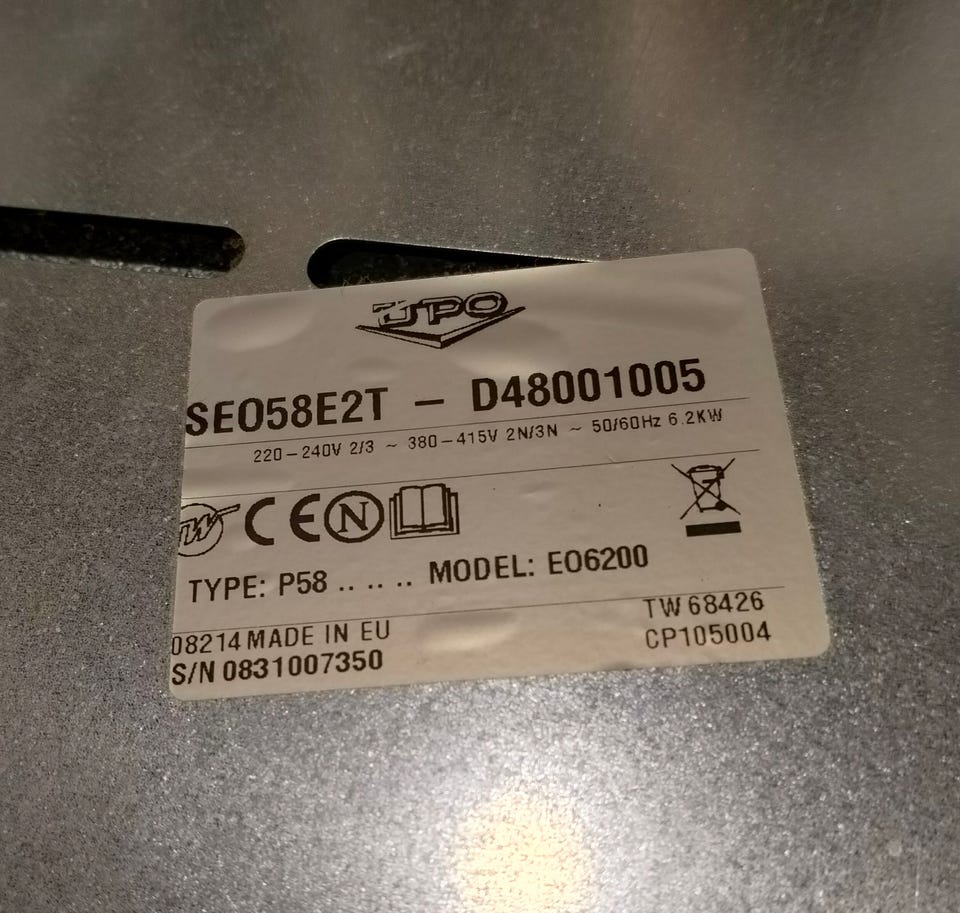 UPO
SEO58E2T – D48001005
220–240V 2/3 ~ 380–415V 2N/3N ~ 50/60Hz 6.2KW
W CE N
TYPE: P58 .. .. .. MODEL: EO6200
08214 MADE IN EU
S/N 0831007350
TW 68426
CP105004